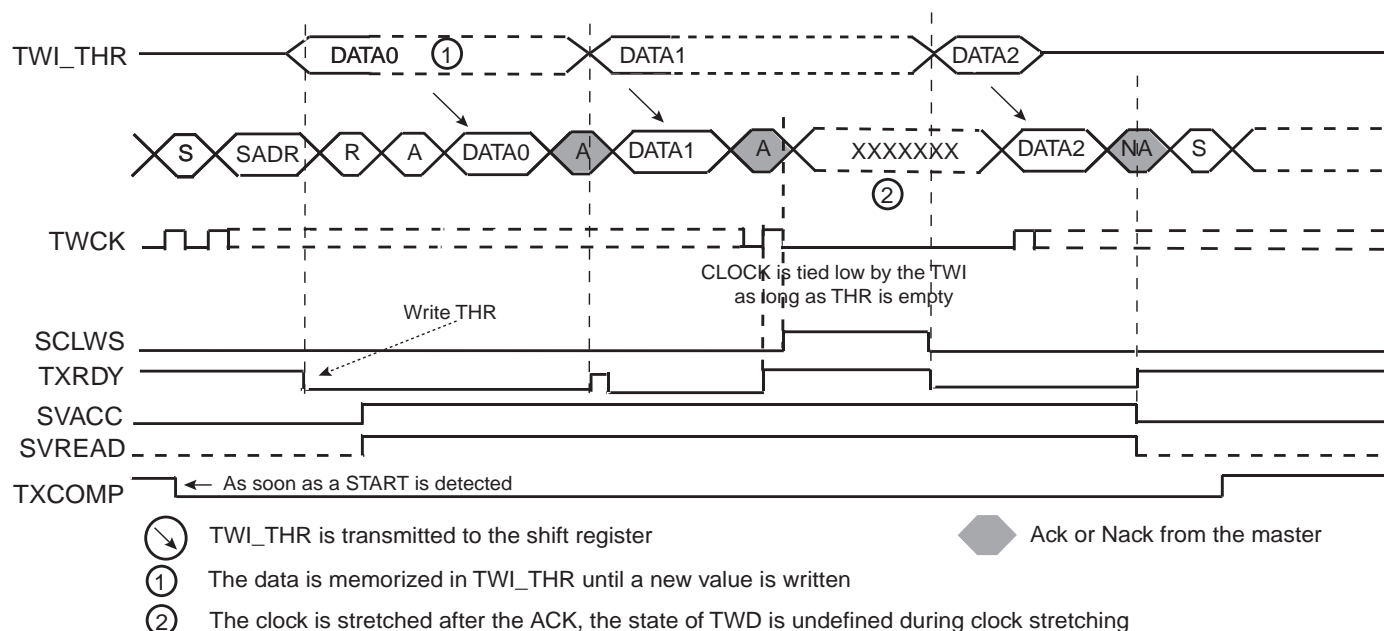 TWI_THR DATA0 1 DATA1 DATA2
S SADR R A DATA0 A DATA1 A XXXXXXX DATA2 NA S
2
TWCK
CLOCK is tied low by the TWI
as long as THR is empty
Write THR
SCLWS
TXRDY
SVACC
SVREAD
TXCOMP As soon as a START is detected
TWI_THR is transmitted to the shift register Ack or Nack from the master
1 The data is memorized in TWI_THR until a new value is written
2 The clock is stretched after the ACK, the state of TWD is undefined during clock stretching